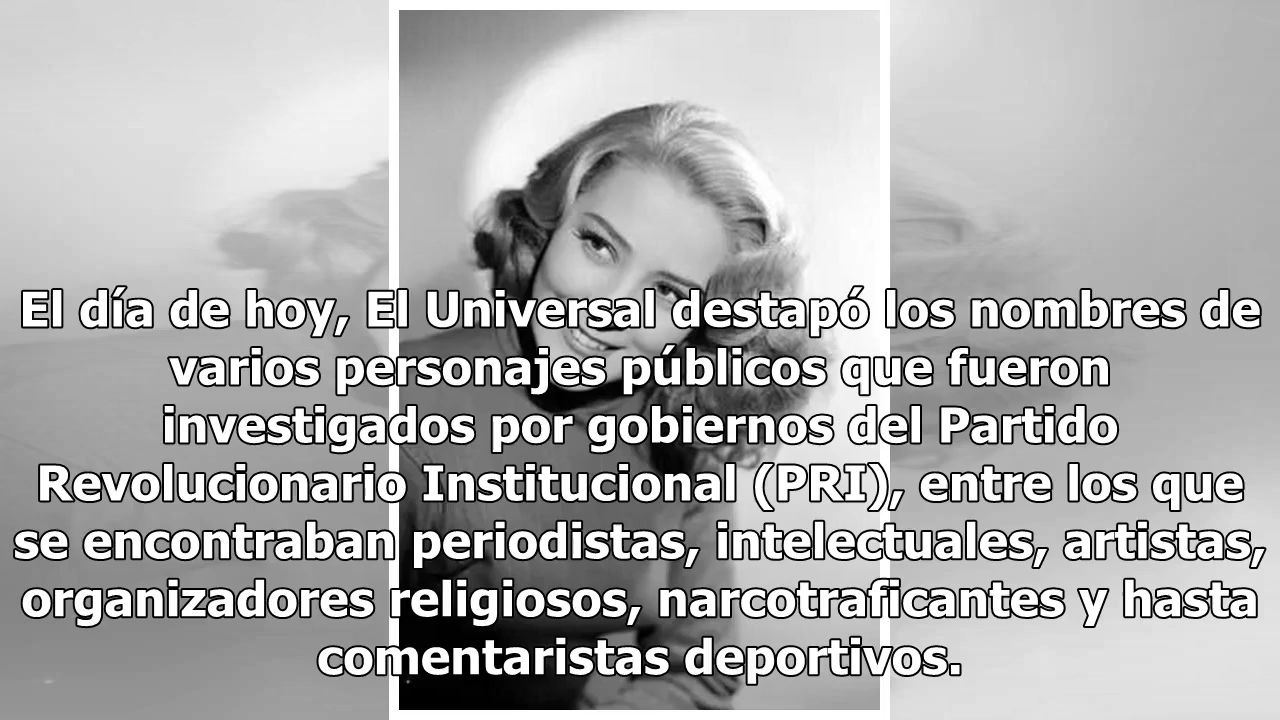 El día de hoy, El Universal destapó los nombres de
varios personajes públicos que fueron
investigados por gobiernos del Partido
Revolucionario Institucional (PRI), entre los que
se encontraban periodistas, intelectuales, artistas,
organizadores religiosos, narcotraficantes y hasta
comentaristas deportivos.